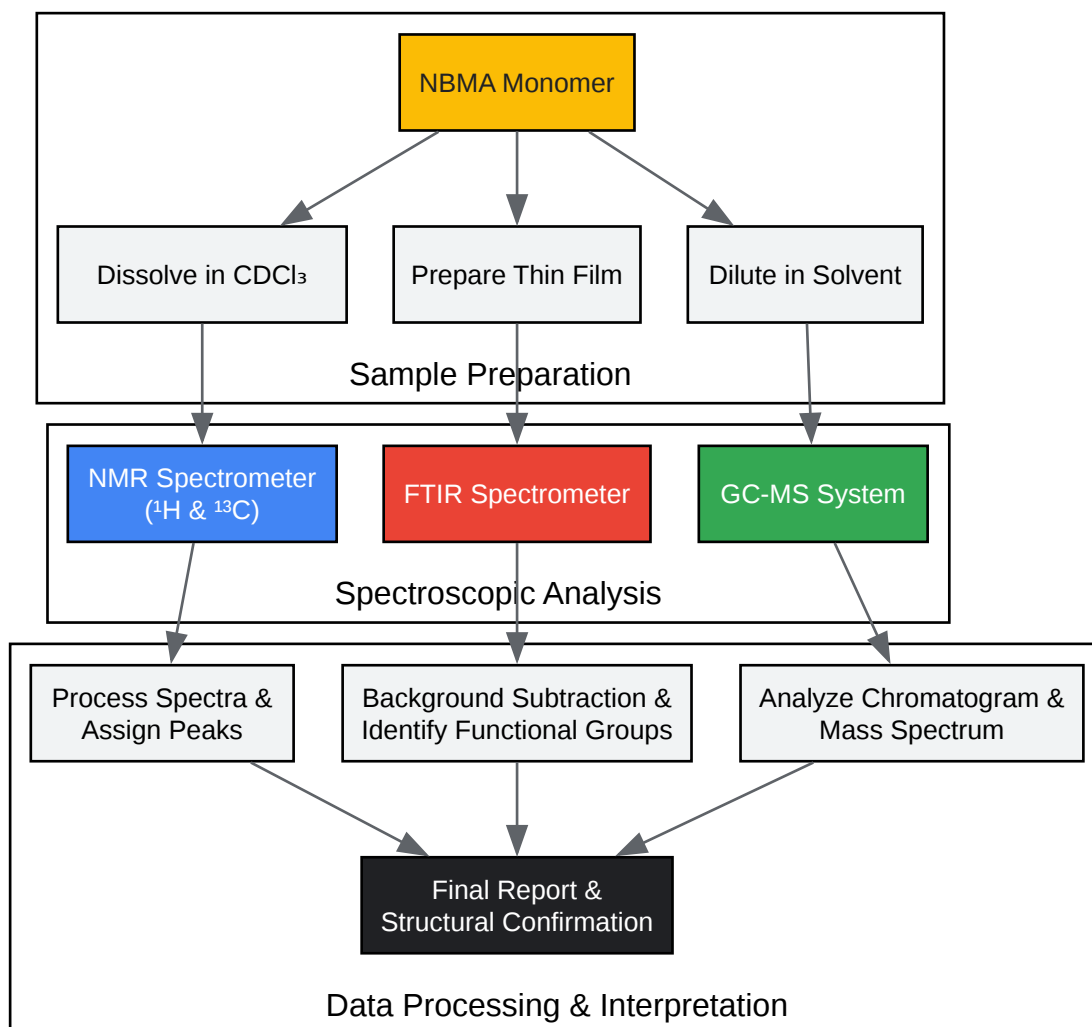 NBMA Monomer
Dissolve in CDCl₃
Prepare Thin Film
Dilute in Solvent
Sample Preparation
NMR Spectrometer
(¹H & ¹³C)
FTIR Spectrometer
GC-MS System
Spectroscopic Analysis
Process Spectra &
Assign Peaks
Background Subtraction &
Identify Functional Groups
Analyze Chromatogram &
Mass Spectrum
Final Report &
Structural Confirmation
Data Processing & Interpretation